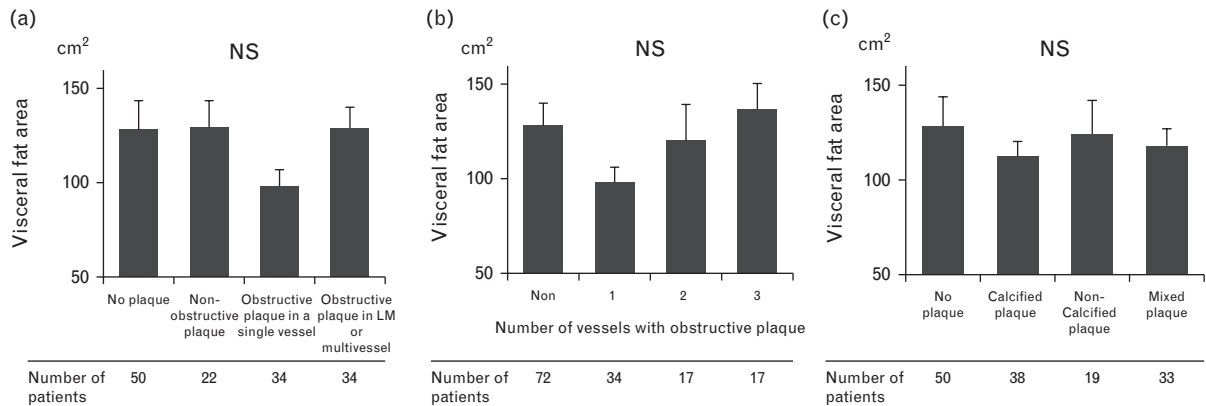 (a)
cm²
NS
Visceral fat area
150
100
50
No plaque
Non-
obstructive
plaque
Obstructive
plaque in a
single vessel
Obstructive
plaque in LM
or
multivessel
Number of
patients
50 22 34 34
(b)
cm²
NS
Visceral fat area
150
100
50
Non 1 2 3
Number of vessels with obstructive plaque
Number of
patients
72 34 17 17
(c)
cm²
NS
Visceral fat area
150
100
50
No
plaque
Calcified
plaque
Non-
Calcified
plaque
Mixed
plaque
Number of
patients
50 38 19 33